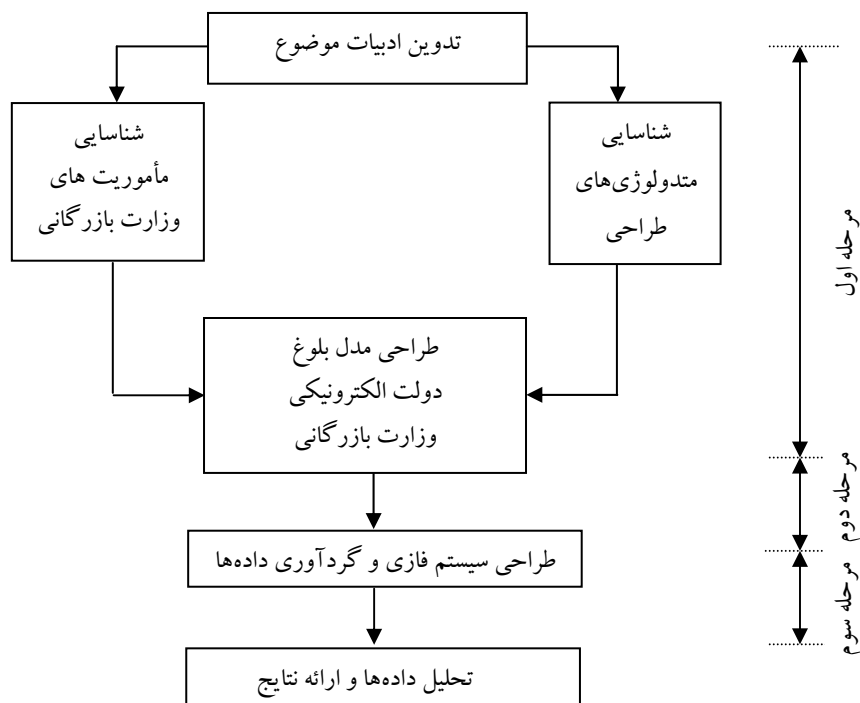 تدوین ادبیات موضوع
شناسایی
متدولوژی‌های
طراحی
شناسایی
مأموریت های
وزارت بازرگانی
طراحی مدل بلوغ
دولت الکترونیکی
وزارت بازرگانی
طراحی سیستم فازی و گردآوری داده‌ها
تحلیل داده‌ها و ارائه نتایج
مرحله اول
مرحله دوم
مرحله سوم